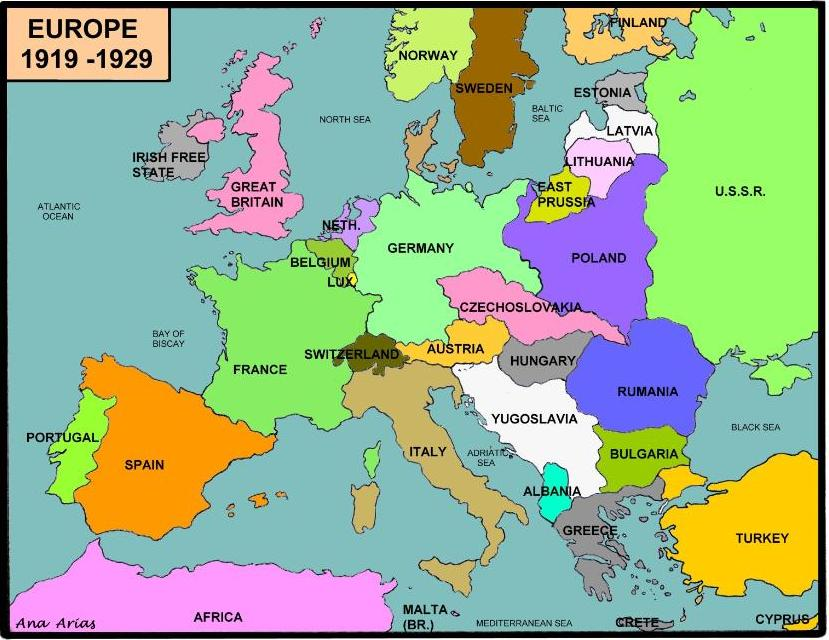 EUROPE
1919 -1929
FINLAND
NORWAY
SWEDEN
ESTONIA
BALTIC
SEA
NORTH SEA
LATVIA
IRISH FREE
STATE
LITHUANIA
GREAT
BRITAIN
EAST
PRUSSIA
U.S.S.R.
ATLANTIC
OCEAN
NETH.
GERMANY
POLAND
BELGIUM
LUX.
CZECHOSLOVAKIA
BAY OF
BISCAY
SWITZERLAND
AUSTRIA
HUNGARY
FRANCE
RUMANIA
YUGOSLAVIA
BLACK SEA
PORTUGAL
SPAIN
ITALY
ADRIATIC
SEA
BULGARIA
ALBANIA
GREECE
TURKEY
AFRICA
MALTA
(BR.)
MEDITERRANEAN SEA
CRETE
CYPRUS
Ana Arias